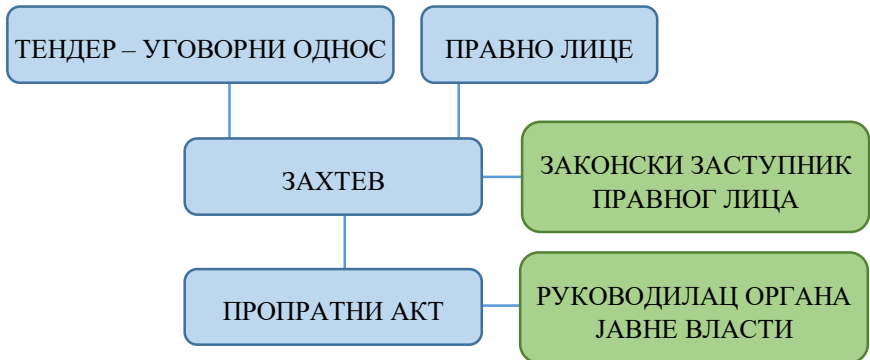 ТЕНДЕР – УГОВОРНИ ОДНОС
ПРАВНО ЛИЦЕ
ЗАХТЕВ
ЗАКОНСКИ ЗАСТУПНИК
ПРАВНОГ ЛИЦА
ПРОПРАТНИ АКТ
РУКОВОДИЛАЦ ОРГАНА
ЈАВНЕ ВЛАСТИ